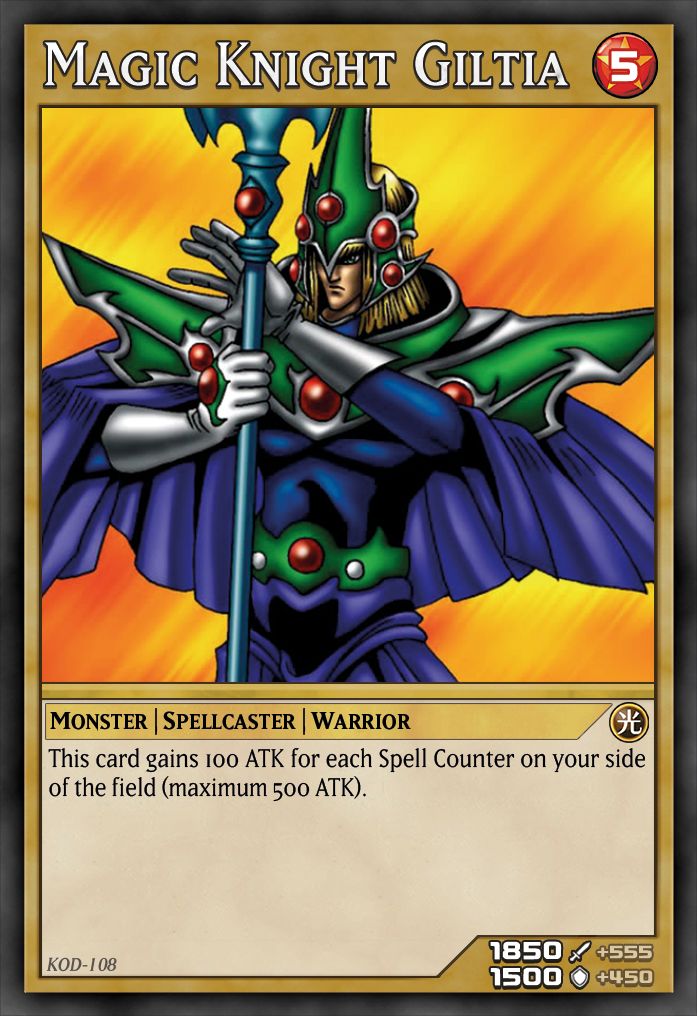 Magic Knight Giltia 5
Monster | Spellcaster | Warrior 光
This card gains 100 ATK for each Spell Counter on your side
of the field (maximum 500 ATK).
1850 +555
KOD-108
1500 +450